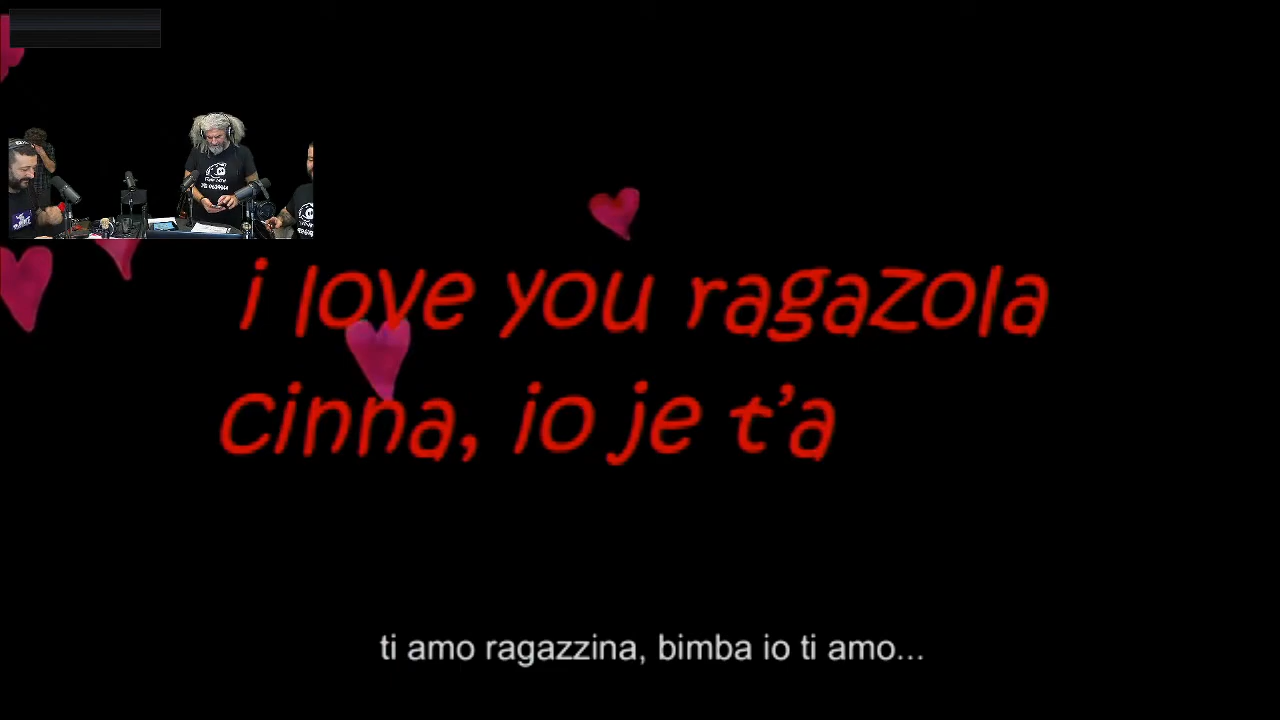 i love you ragazola
cinna, io je t'a
ti amo ragazzina, bimba io ti amo...